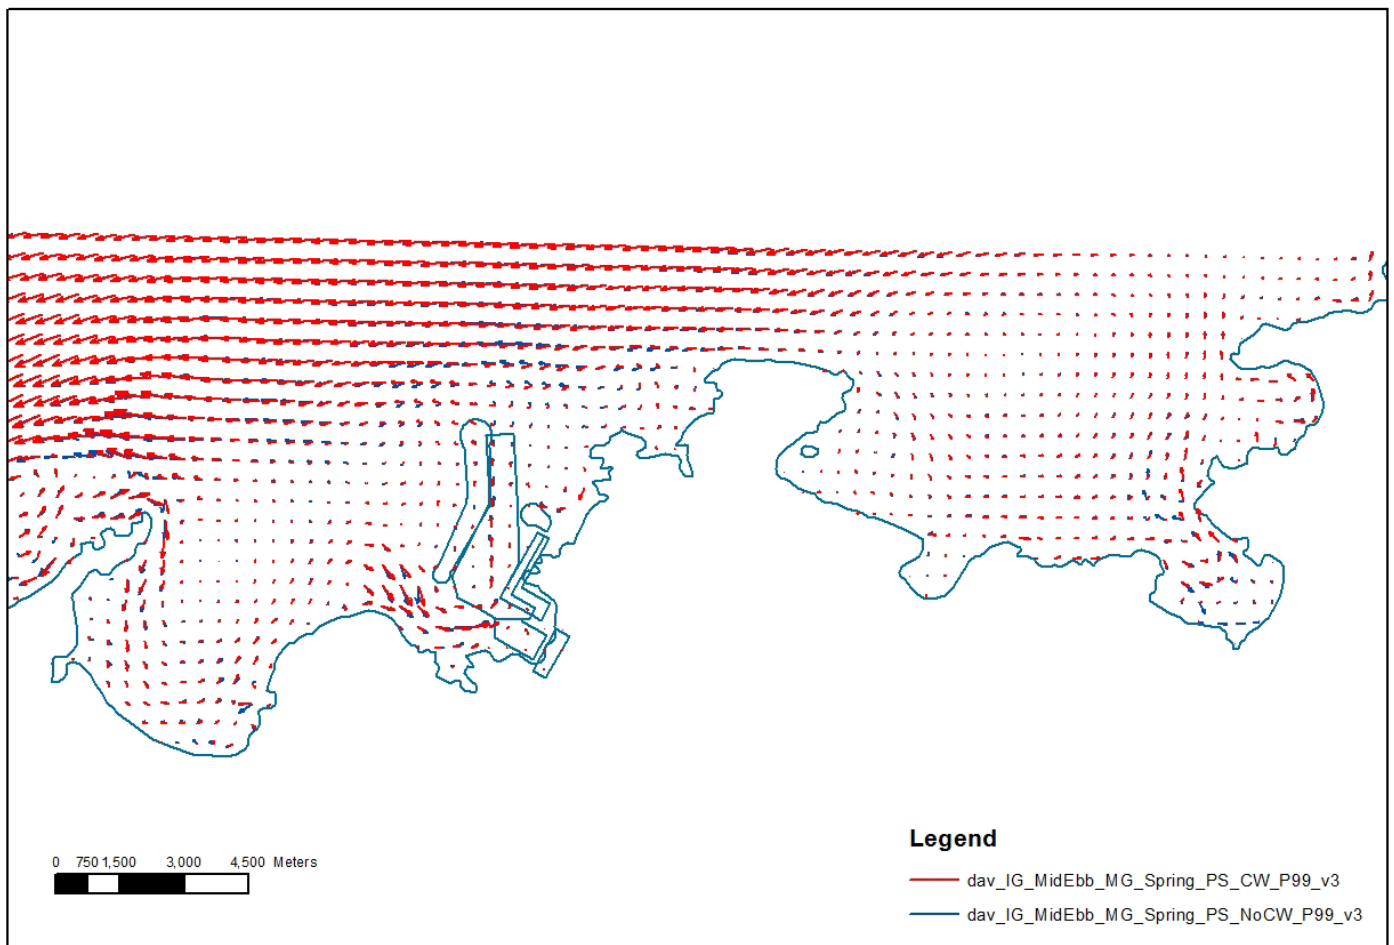 0 750 1,500 3,000 4,500 Meters
Legend
dav_IG_MidEbb_MG_Spring_PS_CW_P99_v3
dav_IG_MidEbb_MG_Spring_PS_NoCW_P99_v3